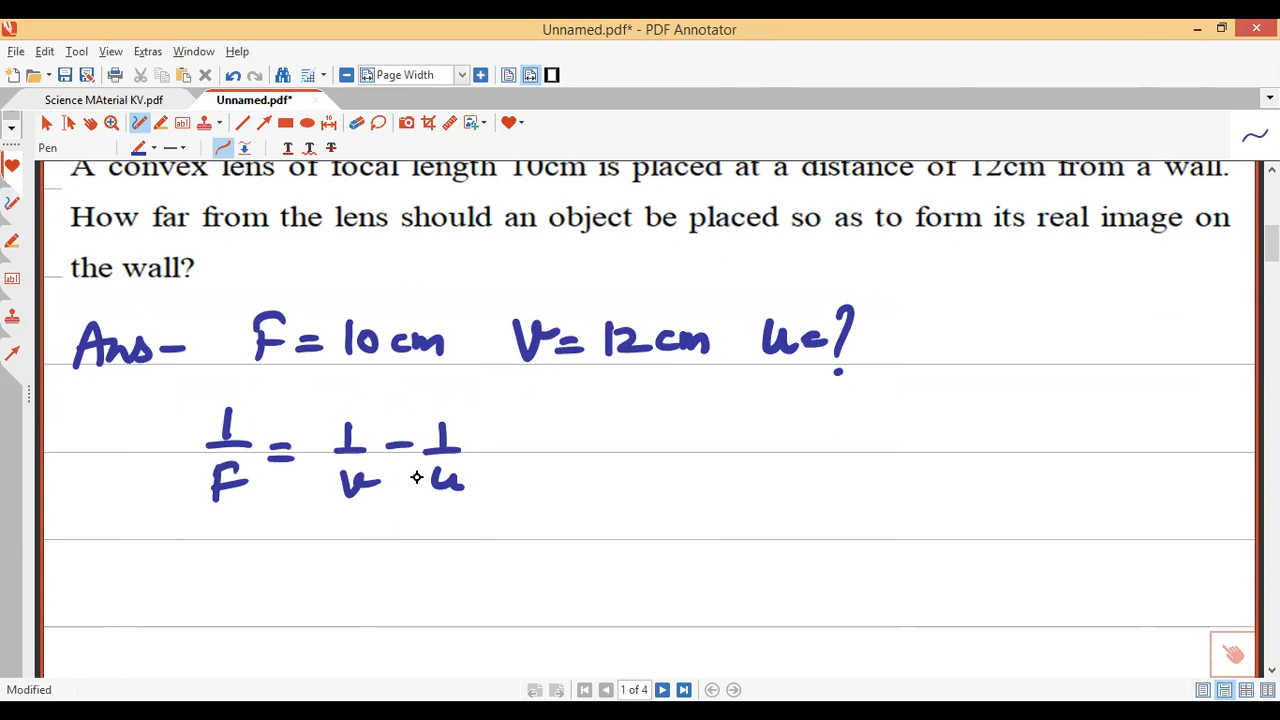 Unnamed.pdf* - PDF Annotator
File Edit Tool View Extras Window Help
Page Width
Science MAterial KV.pdf Unnamed.pdf*
Pen
A convex lens of focal length 10cm is placed at a distance of 12cm from a wall.
How far from the lens should an object be placed so as to form its real image on
the wall?
Ans- F = 10 cm V = 12 cm u = ?
1/F = 1/v - 1/u
Modified 1 of 4